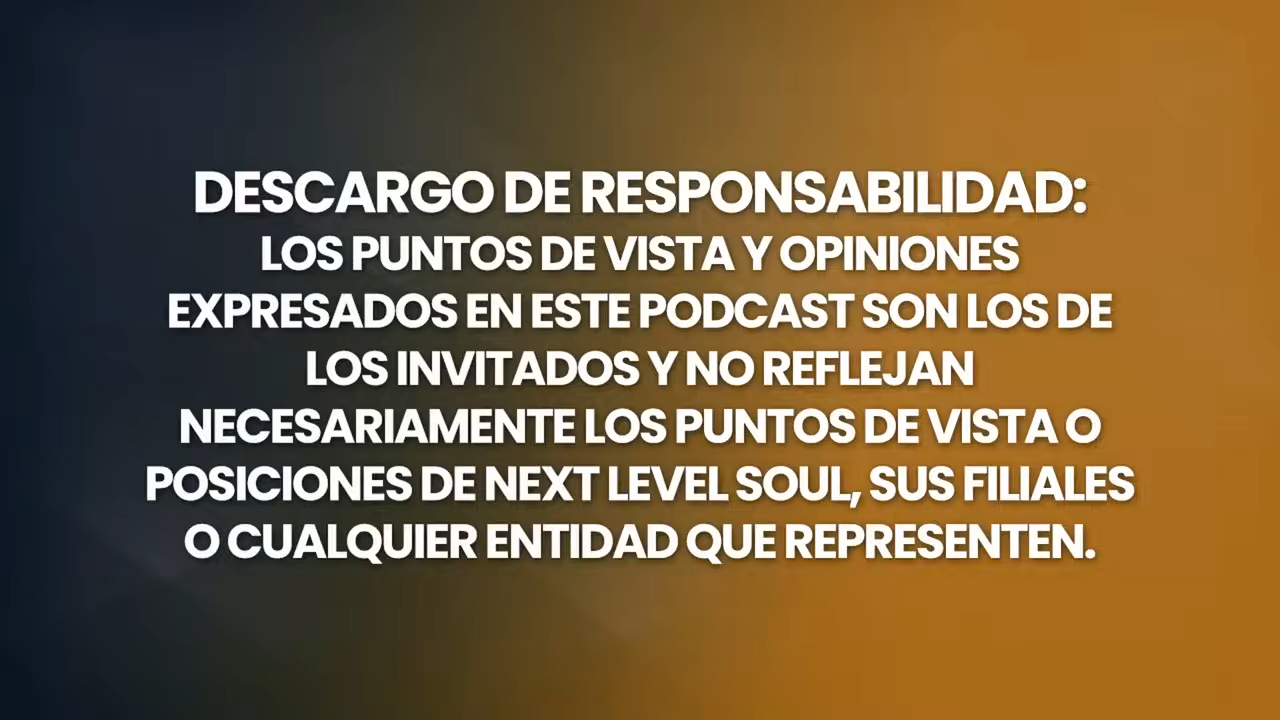 DESCARGO DE RESPONSABILIDAD:
LOS PUNTOS DE VISTA Y OPINIONES
EXPRESADOS EN ESTE PODCAST SON LOS DE
LOS INVITADOS Y NO REFLEJAN
NECESARIAMENTE LOS PUNTOS DE VISTA O
POSICIONES DE NEXT LEVEL SOUL, SUS FILIALES
O CUALQUIER ENTIDAD QUE REPRESENTEN.